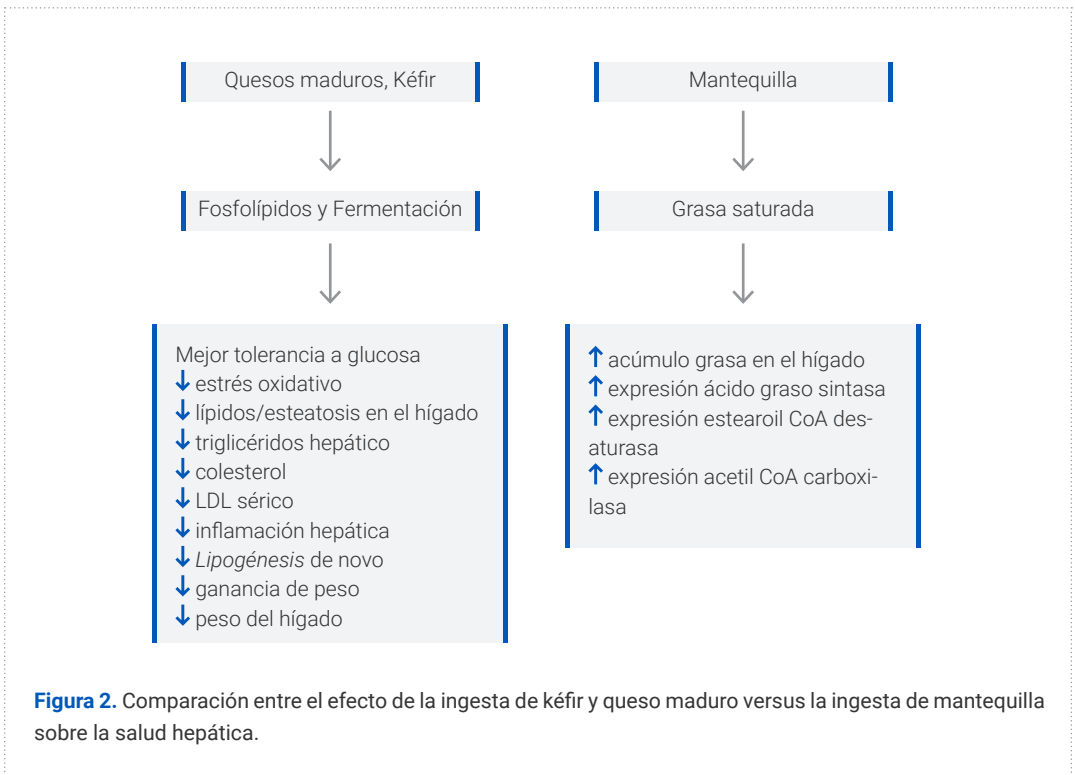 Quesos maduros, Kéfir
Fosfolípidos y Fermentación
Mejor tolerancia a glucosa
↓ estrés oxidativo
↓ lípidos/esteatosis en el hígado
↓ triglicéridos hepático
↓ colesterol
↓ LDL sérico
↓ inflamación hepática
↓ Lipogénesis de novo
↓ ganancia de peso
↓ peso del hígado
Mantequilla
Grasa saturada
↑ acúmulo grasa en el hígado
↑ expresión ácido graso sintasa
↑ expresión estearoil CoA des-
aturasa
↑ expresión acetil CoA carboxi-
lasa
Figura 2. Comparación entre el efecto de la ingesta de kéfir y queso maduro versus la ingesta de mantequilla
sobre la salud hepática.